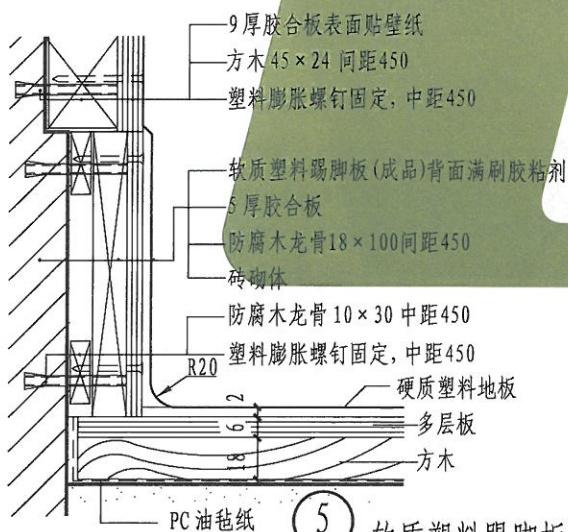 9厚胶合板表面贴壁纸
方木45×24 间距450
塑料膨胀螺钉固定, 中距450
软质塑料踢脚板(成品)背面满刷胶粘剂
5厚胶合板
防腐木龙骨18×100间距450
砖砌体
防腐木龙骨10×30 中距450
塑料膨胀螺钉固定, 中距450
R20
硬质塑料地板
2
多层板
6
方木
18
PC油毡纸
5
软质塑料踢脚板